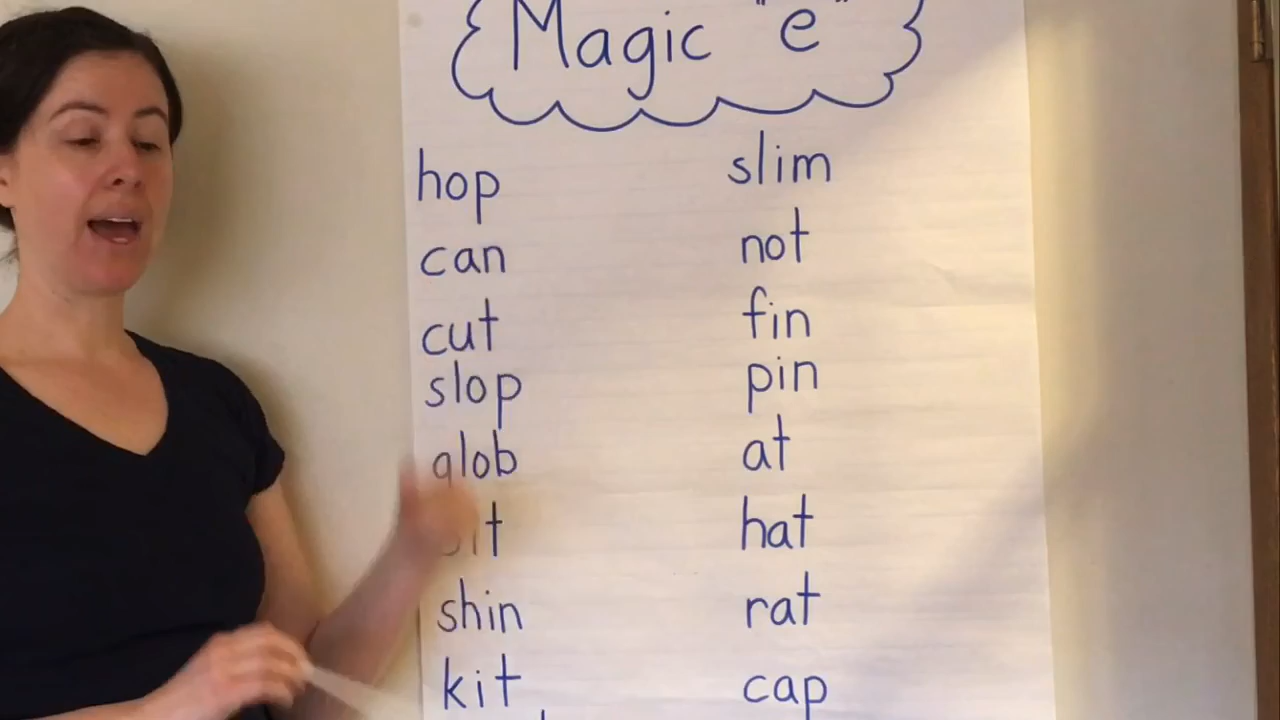 Magic "e"
hop
can
cut
slop
glob
shin
kit
slim
not
fin
pin
at
hat
rat
cap